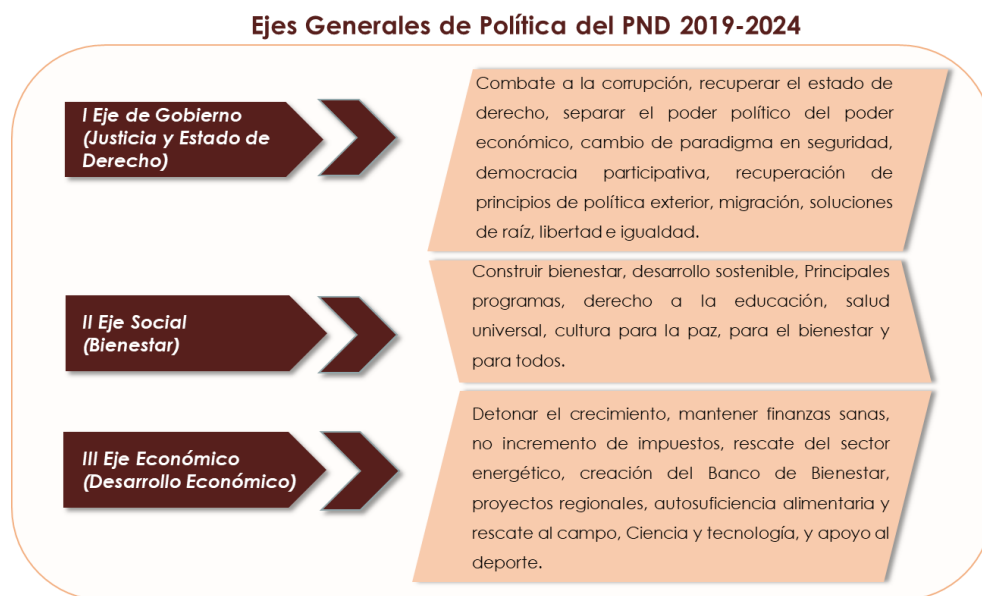 Ejes Generales de Política del PND 2019-2024
I Eje de Gobierno
(Justicia y Estado de
Derecho)
Combate a la corrupción, recuperar el estado de
derecho, separar el poder político del poder
económico, cambio de paradigma en seguridad,
democracia participativa, recuperación de
principios de política exterior, migración, soluciones
de raíz, libertad e igualdad.
II Eje Social
(Bienestar)
Construir bienestar, desarrollo sostenible, Principales
programas, derecho a la educación, salud
universal, cultura para la paz, para el bienestar y
para todos.
III Eje Económico
(Desarrollo Económico)
Detonar el crecimiento, mantener finanzas sanas,
no incremento de impuestos, rescate del sector
energético, creación del Banco de Bienestar,
proyectos regionales, autosuficiencia alimentaria y
rescate al campo, Ciencia y tecnología, y apoyo al
deporte.